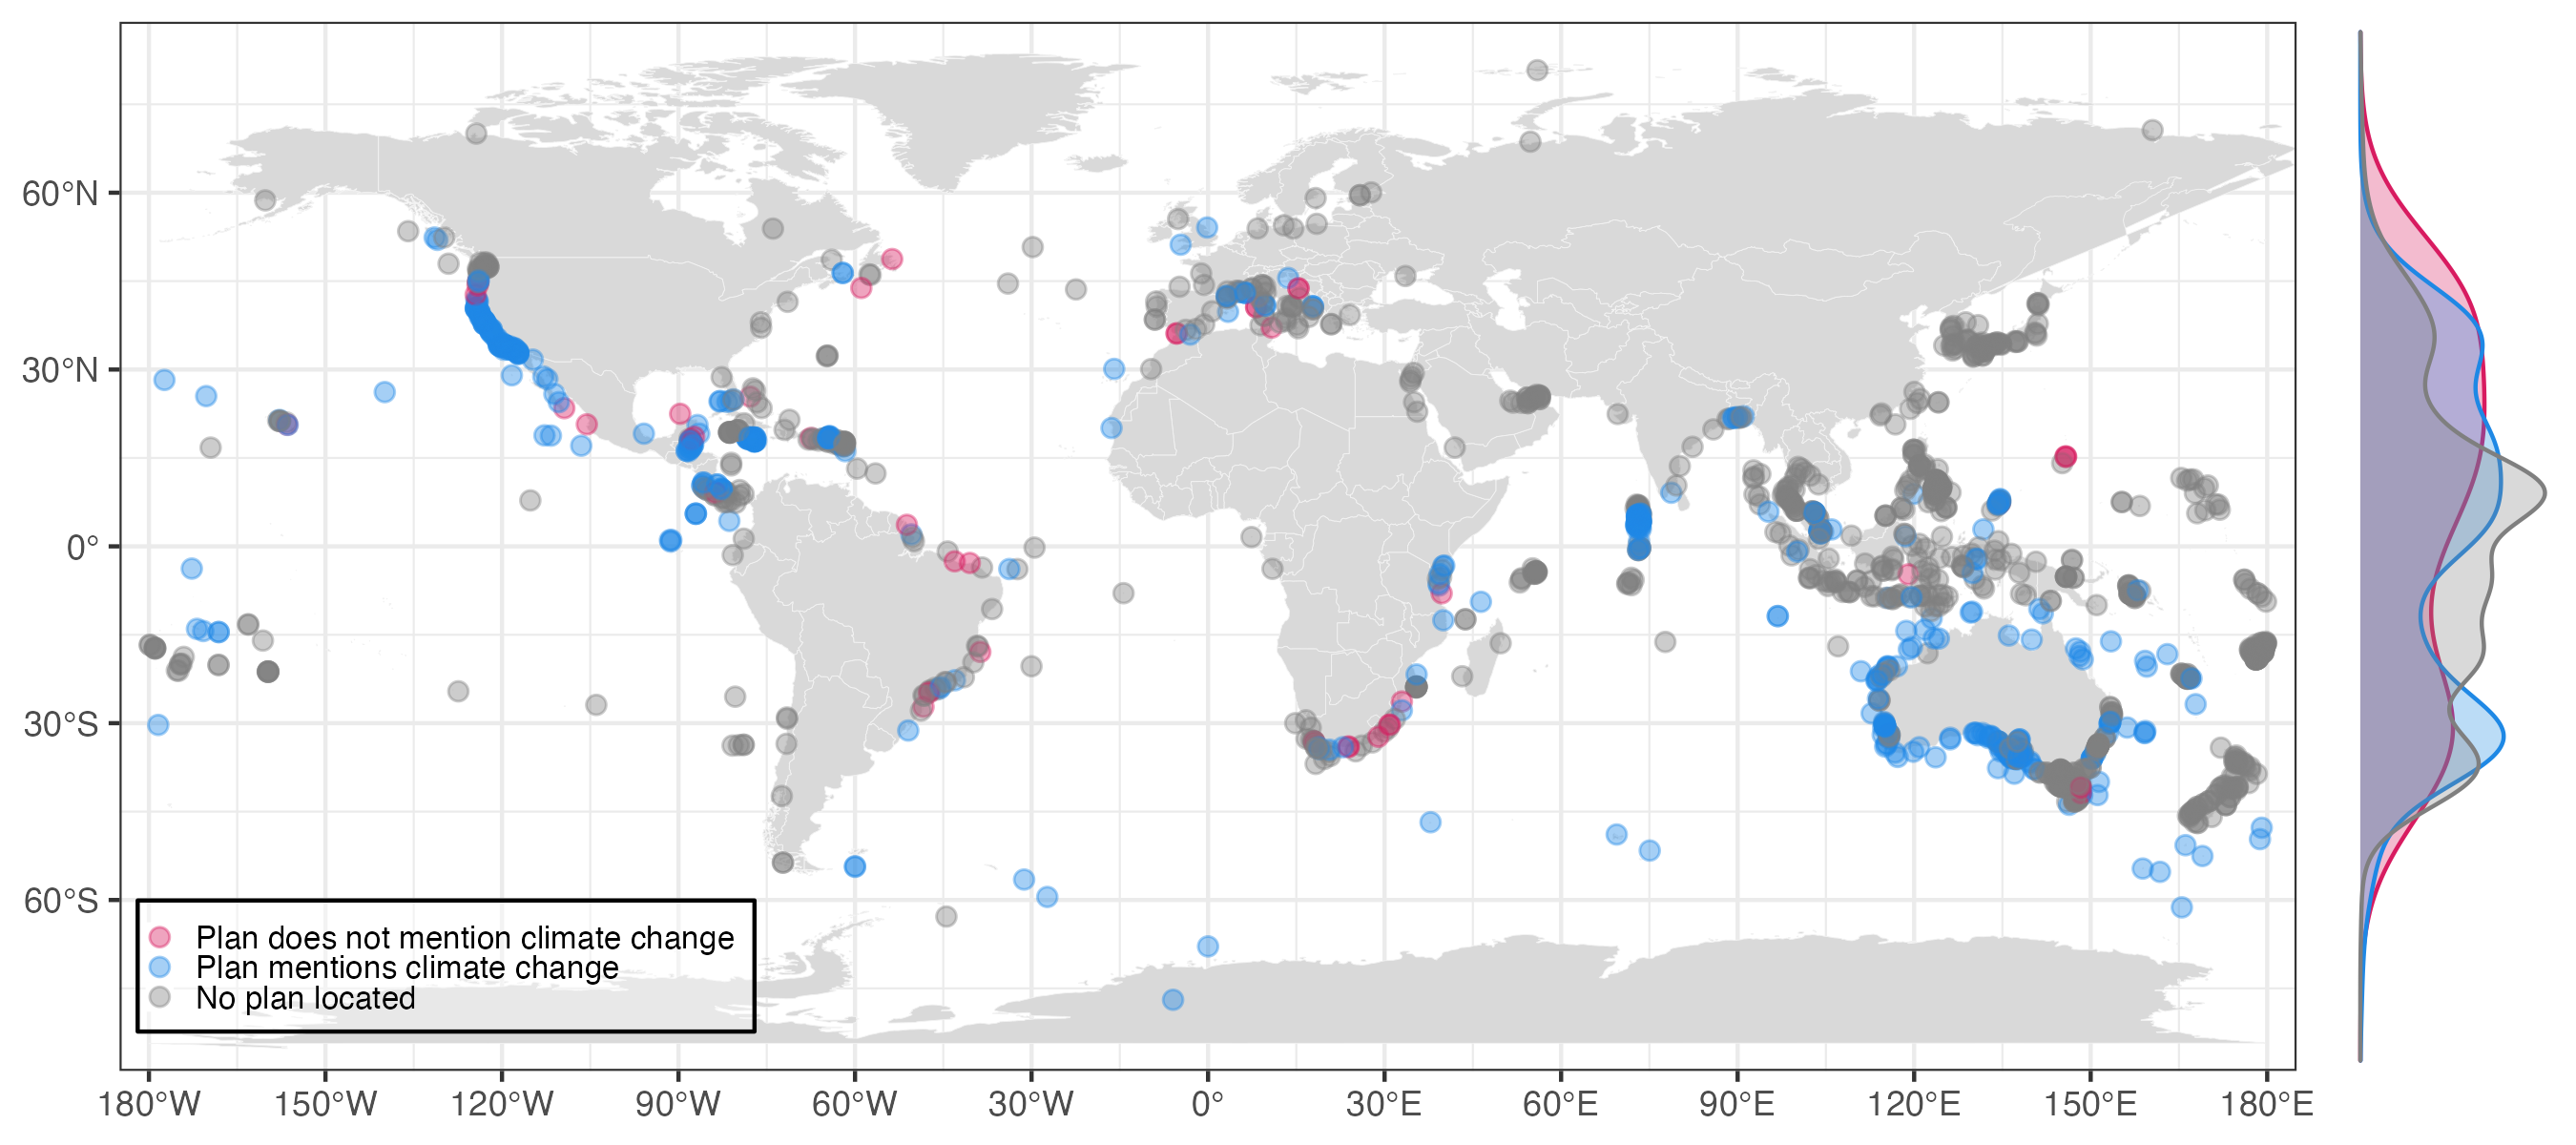 60°N
30°N
0°
30°S
60°S
Plan does not mention climate change
Plan mentions climate change
No plan located
180°W 150°W 120°W 90°W 60°W 30°W 0° 30°E 60°E 90°E 120°E 150°E 180°E